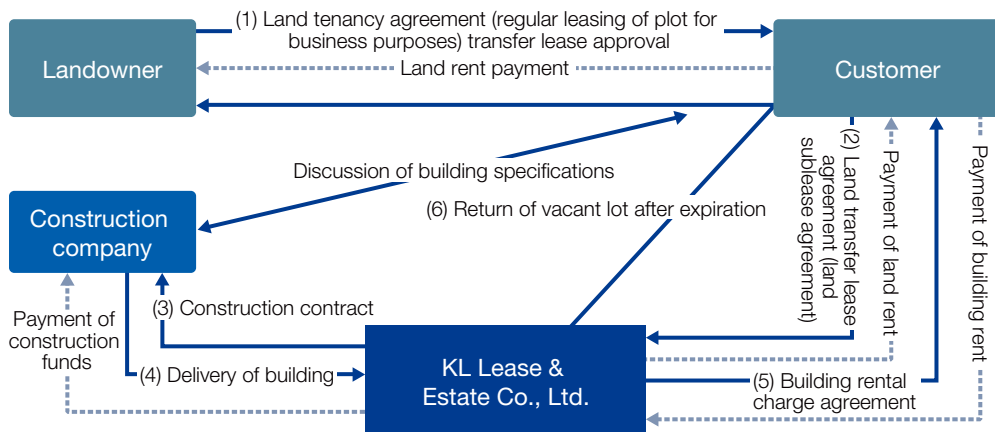 (1) Land tenancy agreement (regular leasing of plot for
business purposes) transfer lease approval
Landowner
Land rent payment
Customer
Discussion of building specifications
(6) Return of vacant lot after expiration
(2) Land transfer lease
agreement (land
sublease agreement)
Payment of land rent
Payment of building rent
Construction
company
(3) Construction contract
Payment of
construction
funds
(4) Delivery of building
KL Lease &
Estate Co., Ltd.
(5) Building rental
charge agreement